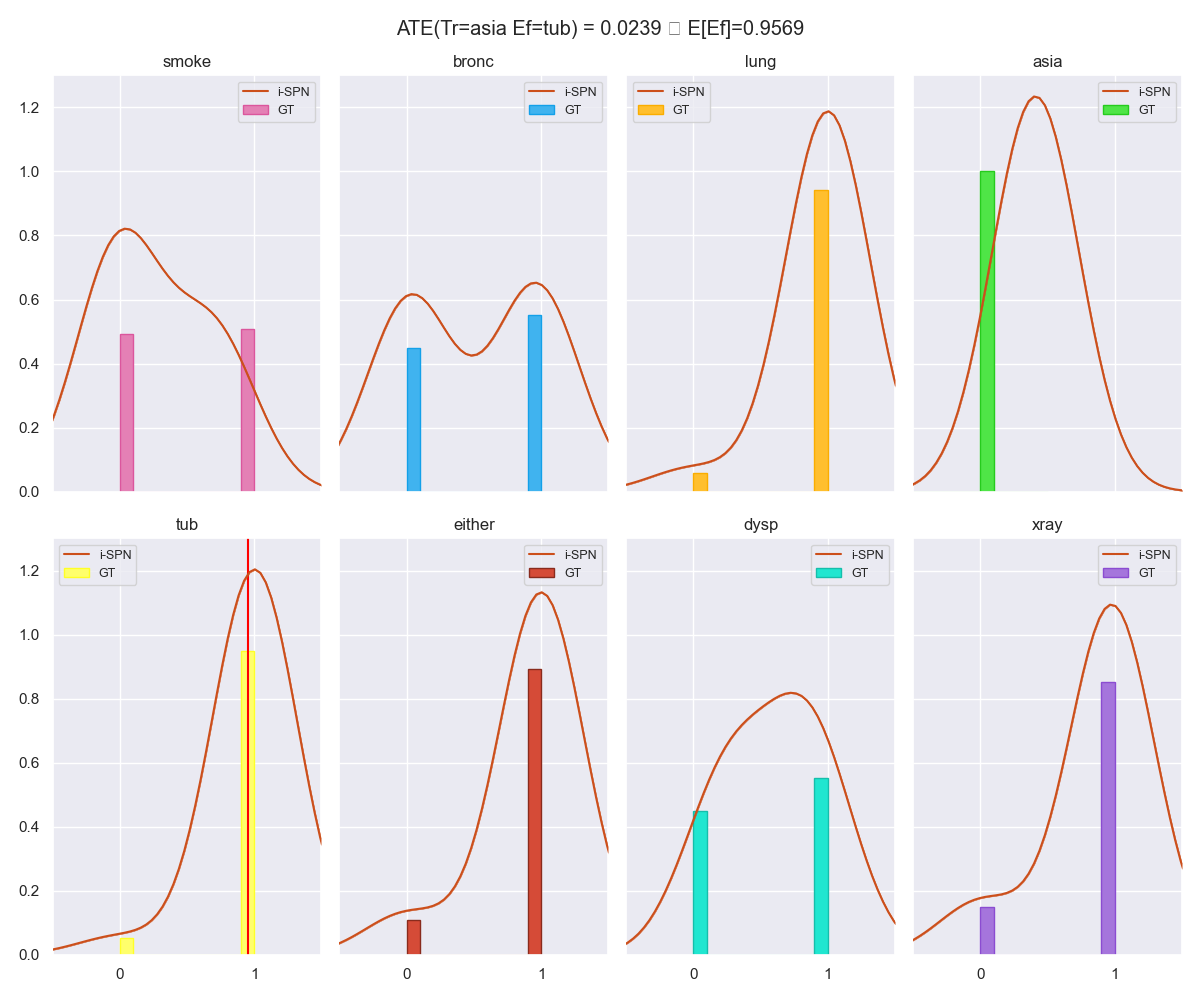 ATE(Tr=asia Ef=tub) = 0.0239 ▯ E[Ef]=0.9569
smoke bronc lung asia
i-SPN i-SPN i-SPN i-SPN
GT GT GT GT
1.2
1.0
0.8
0.6
0.4
0.2
0.0
tub either dysp xray
i-SPN i-SPN i-SPN i-SPN
GT GT GT GT
1.2
1.0
0.8
0.6
0.4
0.2
0.0
0 1 0 1 0 1 0 1